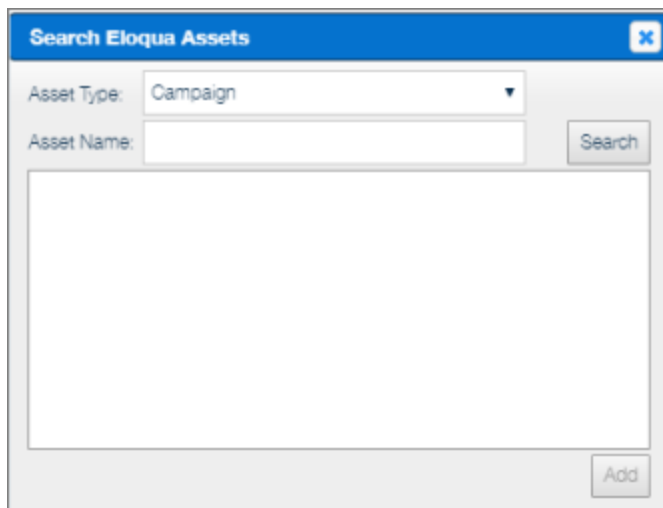 Search Eloqua Assets
Asset Type: Campaign
Asset Name: Search
Add